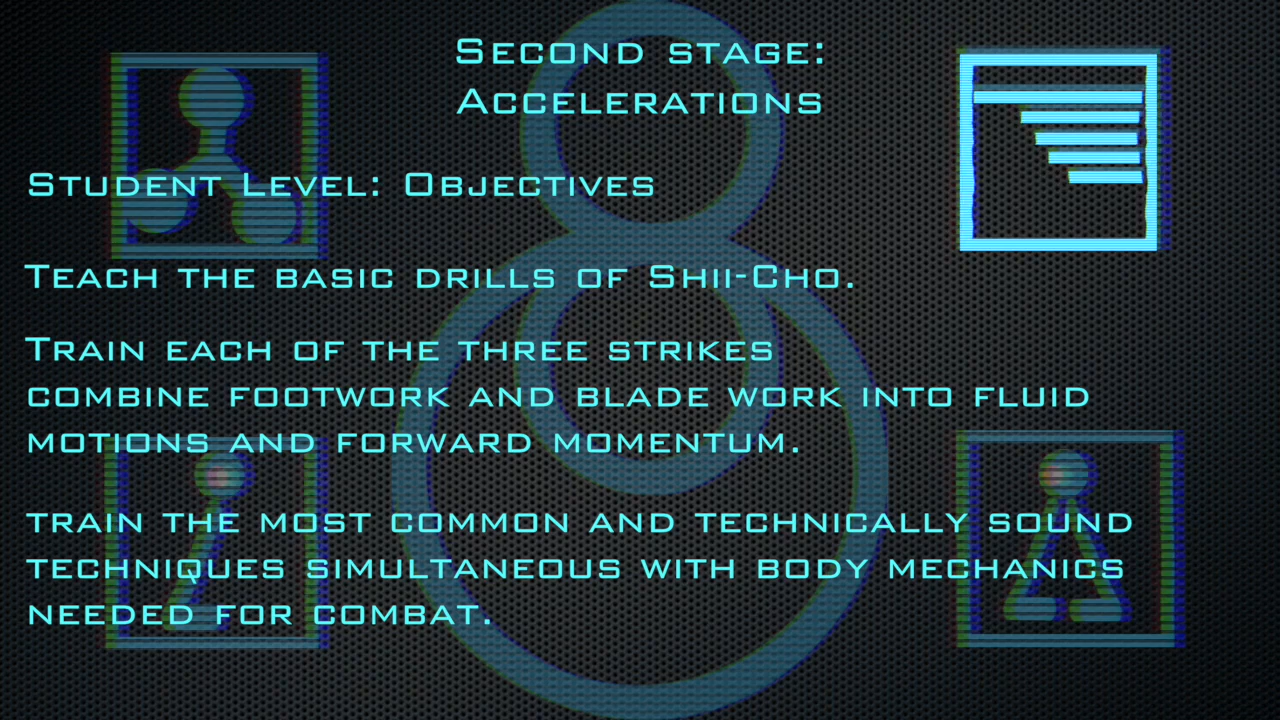 Second stage:
Accelerations
Student Level: Objectives
Teach the basic drills of Shii-Cho.
Train each of the three strikes
combine footwork and blade work into fluid
motions and forward momentum.
train the most common and technically sound
techniques simultaneous with body mechanics
needed for combat.